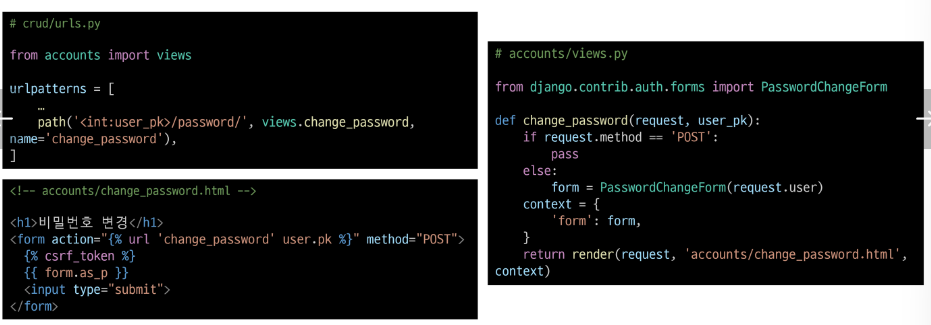 # crud/urls.py
from accounts import views
urlpatterns = [
…
path('<int:user_pk>/password/', views.change_password,
name='change_password'),
]
<!-- accounts/change_password.html -->
<h1>비밀번호 변경</h1>
<form action="{% url 'change_password' user.pk %}" method="POST">
{% csrf_token %}
{{ form.as_p }}
<input type="submit">
</form>
# accounts/views.py
from django.contrib.auth.forms import PasswordChangeForm
def change_password(request, user_pk):
if request.method == 'POST':
pass
else:
form = PasswordChangeForm(request.user)
context = {
'form': form,
}
return render(request, 'accounts/change_password.html',
context)